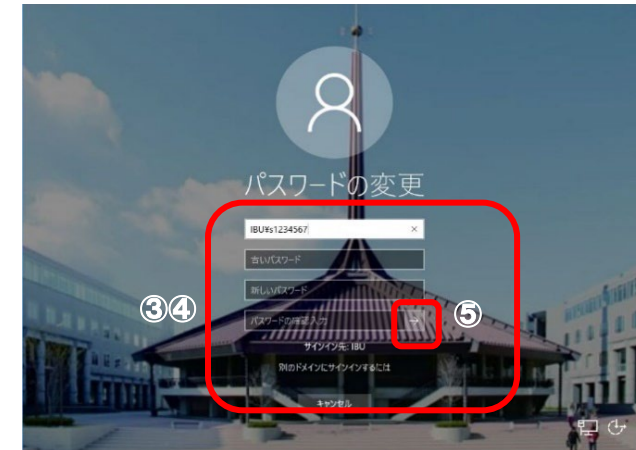 パスワードの変更
IBU¥s1234567
古いパスワード
新しいパスワード
③④
パスワードの確認入力
⑤
サインイン先: IBU
別のドメインにサインインするには
キャンセル